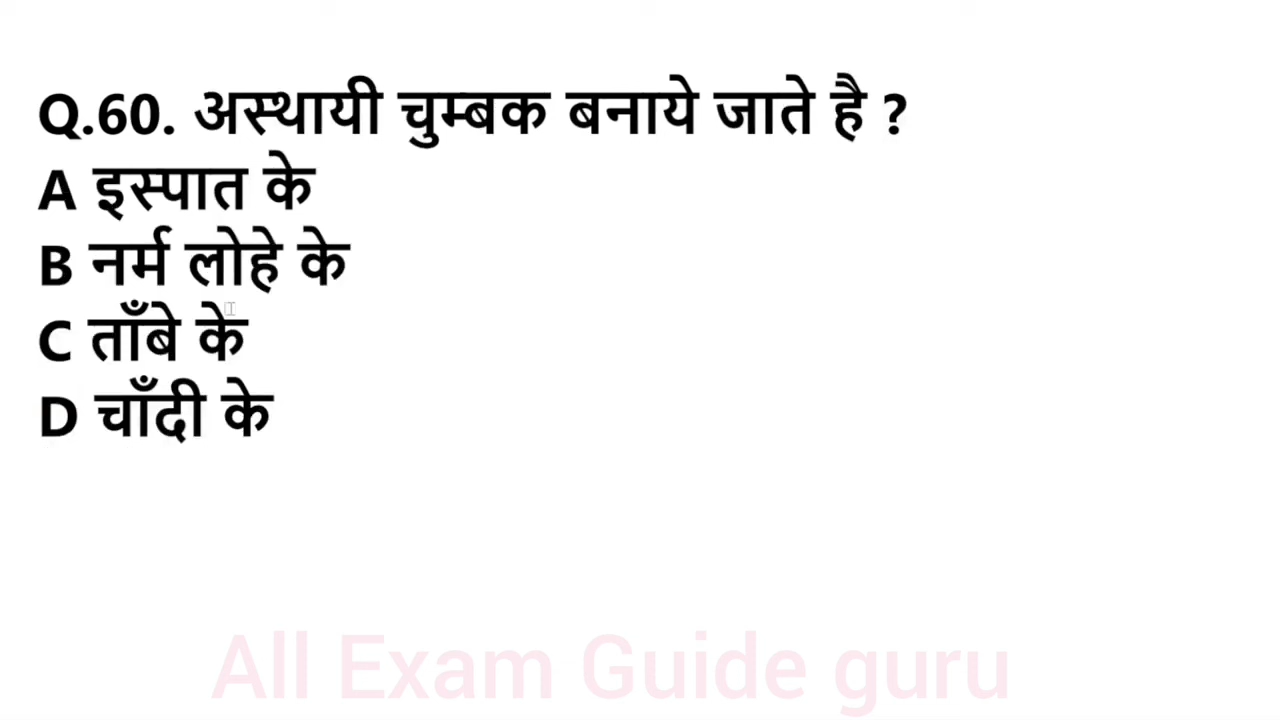 Q.60. अस्थायी चुम्बक बनाये जाते है ?
A इस्पात के
B नर्म लोहे के
C ताँबे के
D चाँदी के
All Exam Guide guru